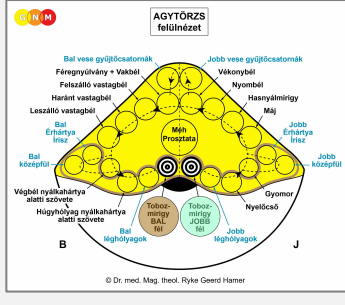 GNM
AGYTÖRZS
felülnézet
Bal vese gyűjtőcsatornák
Jobb vese gyűjtőcsatornák
Féregnyúlvány + Vakbél
Vékonybél
Felszálló vastagbél
Nyombél
Haránt vastagbél
Hasnyálmirigy
Leszálló vastagbél
Máj
Bal
Érhártya
Írisz
Méh
Prosztata
Jobb
Érhártya
Írisz
Bal
középfül
Jobb
középfül
Végbél nyálkahártya
alatti szövete
Gyomor
Húgyhólyag nyálkahártya
alatti szövete
Nyelőcső
Toboz-
mirigy
BAL
fél
Toboz-
mirigy
JOBB
fél
Bal
léghólyagok
Jobb
léghólyagok
B
J
© Dr. med. Mag. theol. Ryke Geerd Hamer